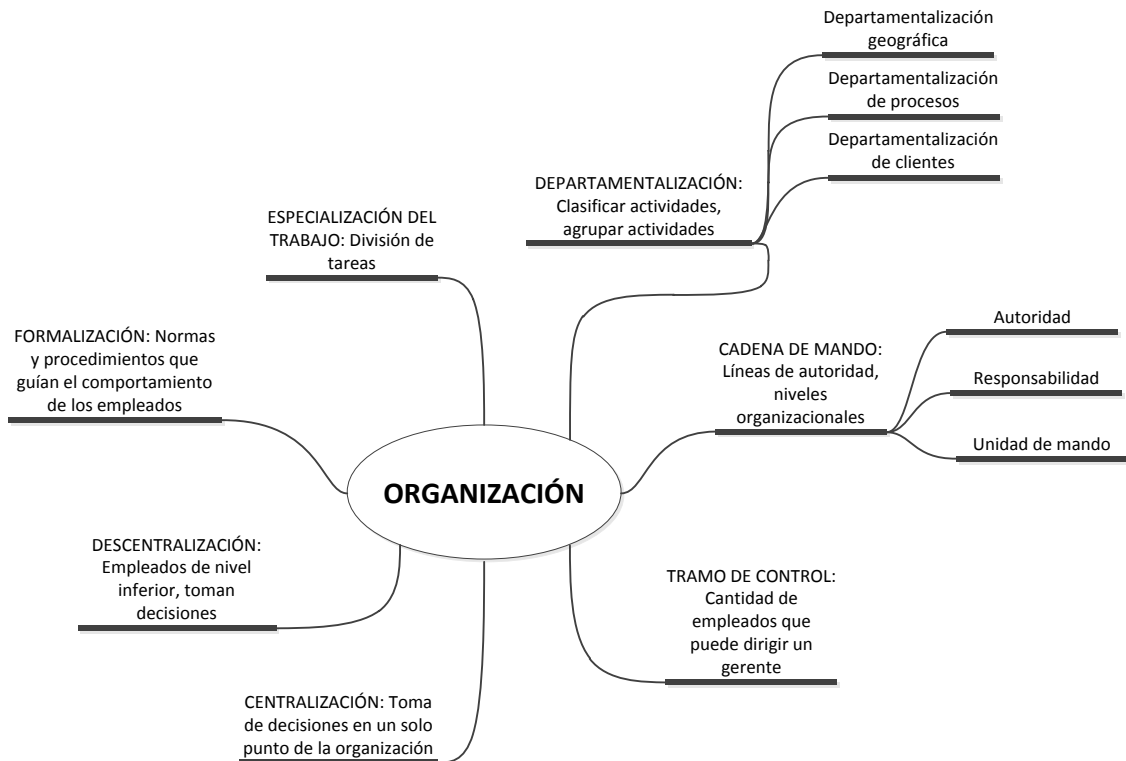 Departamentalización
geográfica
Departamentalización
de procesos
Departamentalización
de clientes
DEPARTAMENTALIZACIÓN:
Clasificar actividades,
agrupar actividades
ESPECIALIZACIÓN DEL
TRABAJO: División de
tareas
FORMALIZACIÓN: Normas
y procedimientos que
guían el comportamiento
de los empleados
CADENA DE MANDO:
Líneas de autoridad,
niveles
organizacionales
Autoridad
Responsabilidad
Unidad de mando
ORGANIZACIÓN
DESCENTRALIZACIÓN:
Empleados de nivel
inferior, toman
decisiones
TRAMO DE CONTROL:
Cantidad de
empleados que
puede dirigir un
gerente
CENTRALIZACIÓN: Toma
de decisiones en un solo
punto de la organización